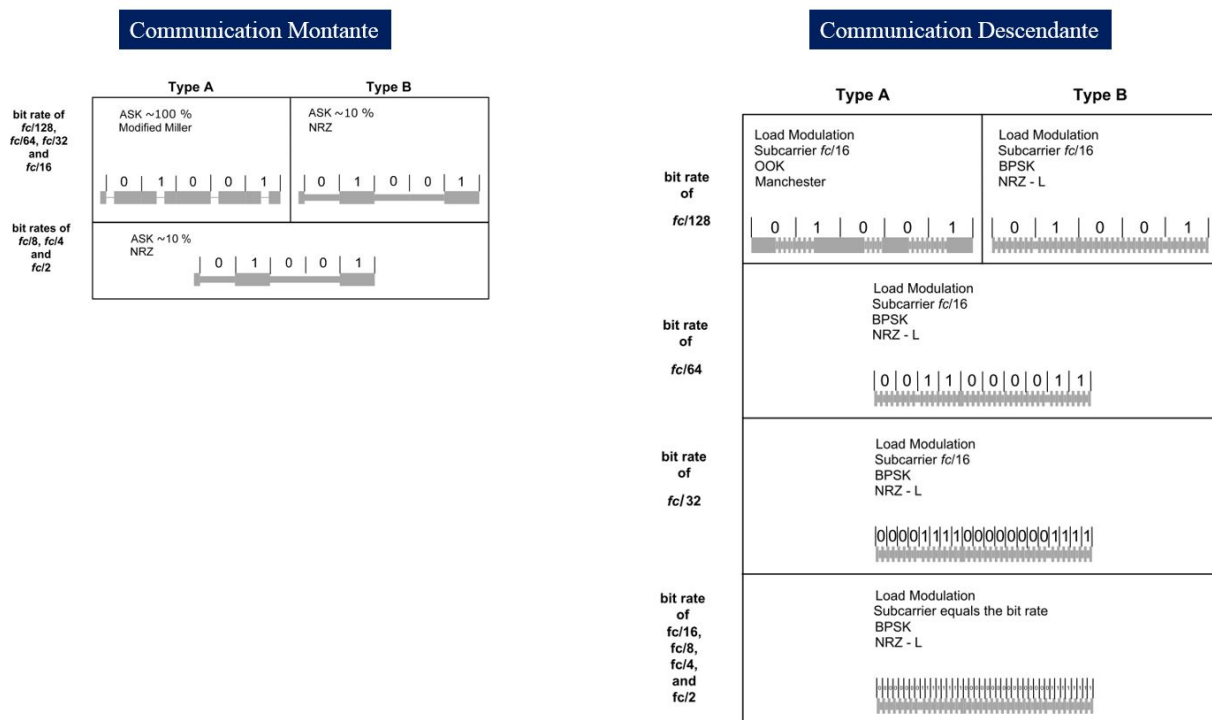 Communication Montante
Type A
Type B
bit rate of
fc/128,
fc/64, fc/32
and
fc/16
ASK ~100 %
Modified Miller
0 1 0 0 1
ASK ~10 %
NRZ
0 1 0 0 1
bit rates of
fc/8, fc/4
and
fc/2
ASK ~10 %
NRZ
0 1 0 0 1
Communication Descendante
Type A
Type B
bit rate
of
fc/128
Load Modulation
Subcarrier fc/16
OOK
Manchester
0 1 0 0 1
Load Modulation
Subcarrier fc/16
BPSK
NRZ - L
0 1 0 0 1
bit rate
of
fc/64
Load Modulation
Subcarrier fc/16
BPSK
NRZ - L
0 0 1 1 0 0 0 0 1 1
bit rate
of
fc/32
Load Modulation
Subcarrier fc/16
BPSK
NRZ - L
0 0 0 0 1 1 1 1 0 0 0 0 0 0 0 0 1 1 1 1
bit rate
of
fc/16,
fc/8,
fc/4,
and
fc/2
Load Modulation
Subcarrier equals the bit rate
BPSK
NRZ - L